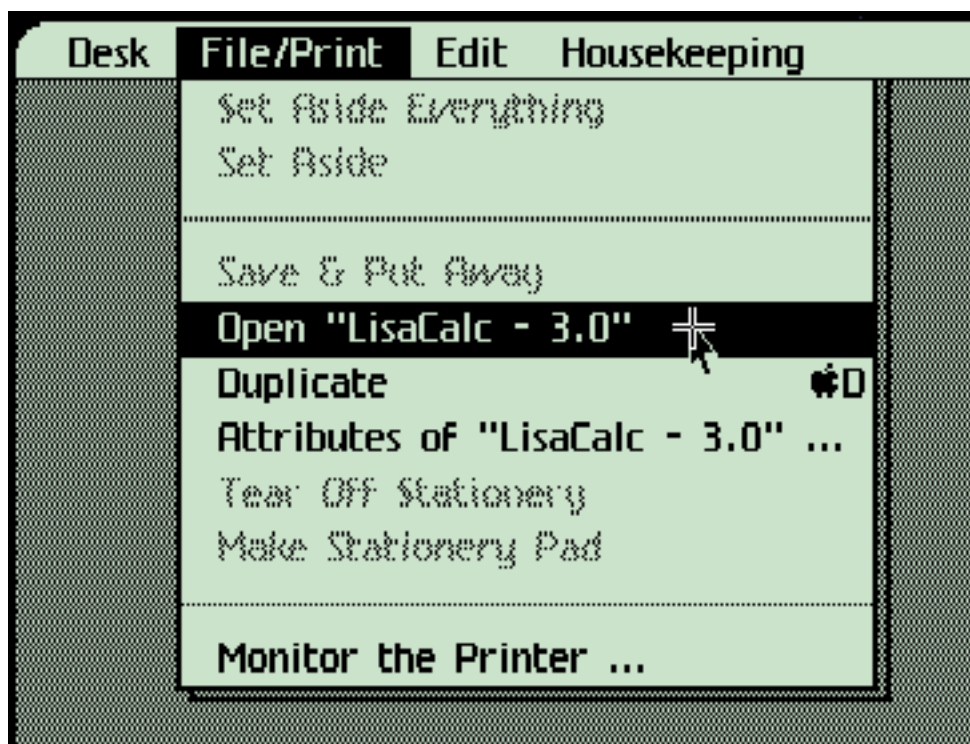 Desk File/Print Edit Housekeeping
Set Aside Everything
Set Aside
Save & Put Away
Open "LisaCalc - 3.0"
Duplicate D
Attributes of "LisaCalc - 3.0" ...
Tear Off Stationery
Make Stationery Pad
Monitor the Printer ...